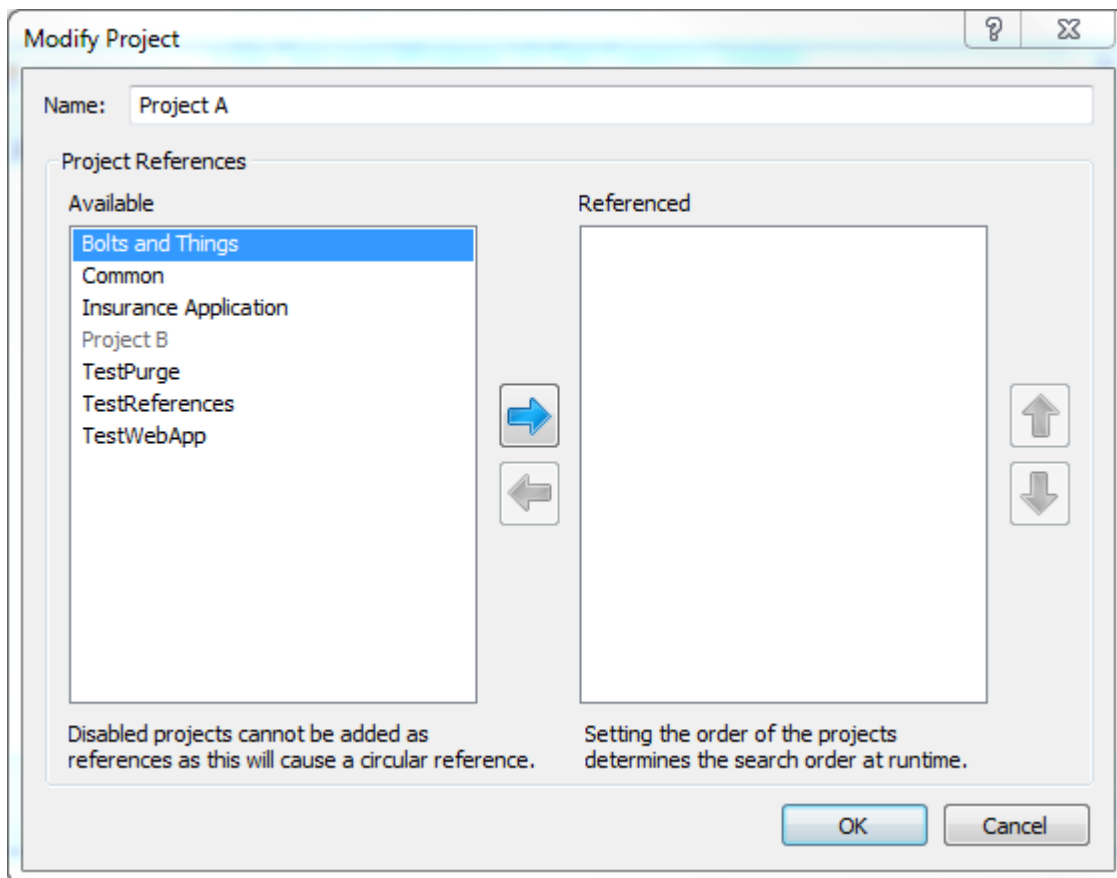 Modify Project
Name: Project A
Project References
Available
Bolts and Things
Common
Insurance Application
Project B
TestPurge
TestReferences
TestWebApp
Disabled projects cannot be added as
references as this will cause a circular reference.
Referenced
Setting the order of the projects
determines the search order at runtime.
OK
Cancel